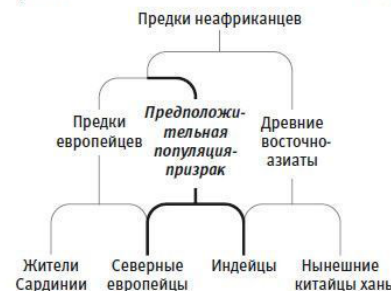 Предки неафриканцев
Предки
европейцев
Предположи-
тельная
популяция-
призрак
Древние
восточно-
азиаты
Жители
Сардинии
Северные
европейцы
Индейцы
Нынешние
китайцы хань